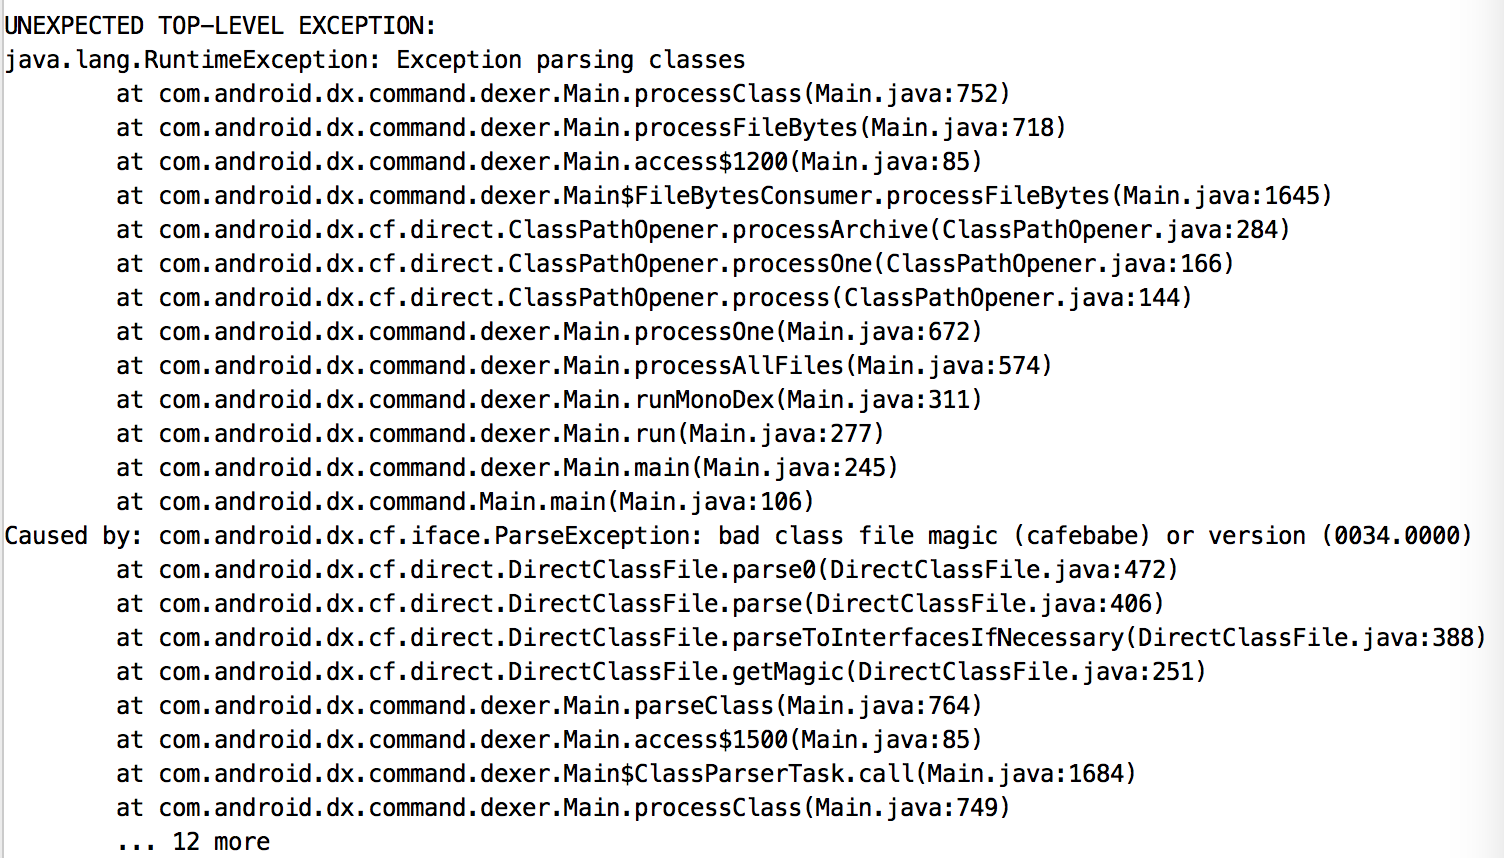 UNEXPECTED TOP-LEVEL EXCEPTION:
java.lang.RuntimeException: Exception parsing classes
	at com.android.dx.command.dexer.Main.processClass(Main.java:752)
	at com.android.dx.command.dexer.Main.processFileBytes(Main.java:718)
	at com.android.dx.command.dexer.Main.access$1200(Main.java:85)
	at com.android.dx.command.dexer.Main$FileBytesConsumer.processFileBytes(Main.java:1645)
	at com.android.dx.cf.direct.ClassPathOpener.processArchive(ClassPathOpener.java:284)
	at com.android.dx.cf.direct.ClassPathOpener.processOne(ClassPathOpener.java:166)
	at com.android.dx.cf.direct.ClassPathOpener.process(ClassPathOpener.java:144)
	at com.android.dx.command.dexer.Main.processOne(Main.java:672)
	at com.android.dx.command.dexer.Main.processAllFiles(Main.java:574)
	at com.android.dx.command.dexer.Main.runMonoDex(Main.java:311)
	at com.android.dx.command.dexer.Main.run(Main.java:277)
	at com.android.dx.command.dexer.Main.main(Main.java:245)
	at com.android.dx.command.Main.main(Main.java:106)
Caused by: com.android.dx.cf.iface.ParseException: bad class file magic (cafebabe) or version (0034.0000)
	at com.android.dx.cf.direct.DirectClassFile.parse0(DirectClassFile.java:472)
	at com.android.dx.cf.direct.DirectClassFile.parse(DirectClassFile.java:406)
	at com.android.dx.cf.direct.DirectClassFile.parseToInterfacesIfNecessary(DirectClassFile.java:388)
	at com.android.dx.cf.direct.DirectClassFile.getMagic(DirectClassFile.java:251)
	at com.android.dx.command.dexer.Main.parseClass(Main.java:764)
	at com.android.dx.command.dexer.Main.access$1500(Main.java:85)
	at com.android.dx.command.dexer.Main$ClassParserTask.call(Main.java:1684)
	at com.android.dx.command.dexer.Main.processClass(Main.java:749)
	... 12 more